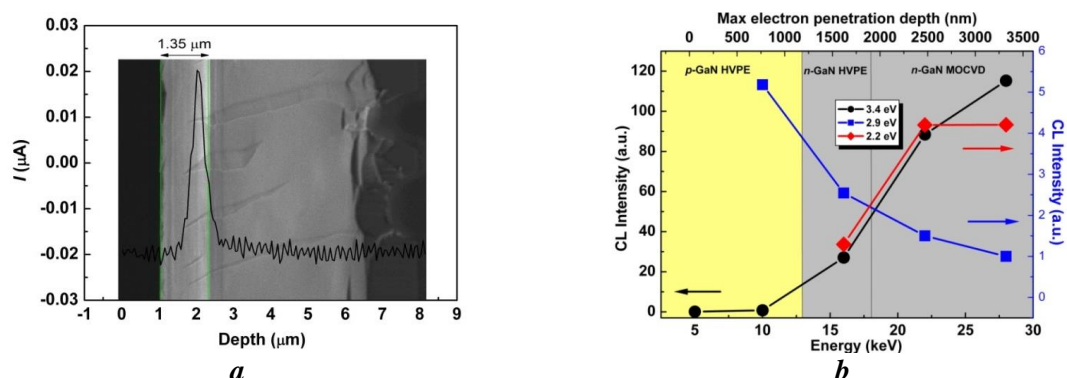 0.03
0.02
0.01
0.00
-0.01
-0.02
-0.03
I (μA)
1.35 μm
-1 0 1 2 3 4 5 6 7 8 9
Depth (μm)
a
Max electron penetration depth (nm)
0 500 1000 1500 2000 2500 3000 3500
p-GaN HVPE n-GaN HVPE n-GaN MOCVD
3.4 eV
2.9 eV
2.2 eV
120
100
80
60
40
20
0
CL Intensity (a.u.)
6
5
4
3
2
1
0
CL Intensity (a.u.)
5 10 15 20 25 30
Energy (keV)
b